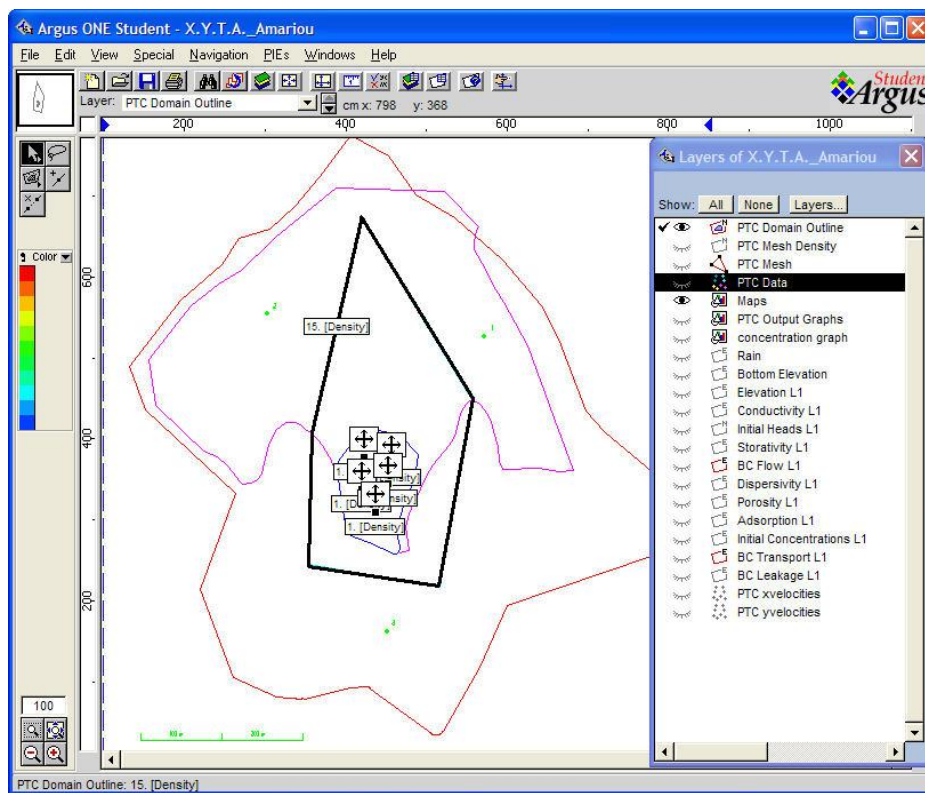 Argus ONE Student - X.Y.T.A._Amariou
File Edit View Special Navigation PIEs Windows Help
Student
Argus
Layer: PTC Domain Outline cm x: 798 y: 368
200 400 600 800 1000
Layers of X.Y.T.A._Amariou
Show: All None Layers...
PTC Domain Outline
PTC Mesh Density
PTC Mesh
PTC Data
Maps
PTC Output Graphs
concentration graph
Rain
Bottom Elevation
Elevation L1
Conductivity L1
Initial Heads L1
Storativity L1
BC Flow L1
Dispersivity L1
Porosity L1
Adsorption L1
Initial Concentrations L1
BC Transport L1
BC Leakage L1
PTC xvelocities
PTC yvelocities
Color
600
400
200
2
1
15. [Density]
1. [Density]
100
PTC Domain Outline: 15. [Density]